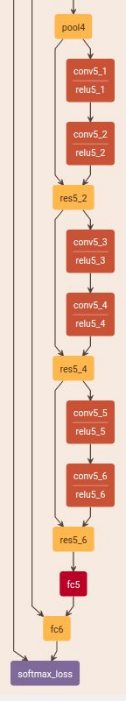 pool4
conv5_1
relu5_1
conv5_2
relu5_2
res5_2
conv5_3
relu5_3
conv5_4
relu5_4
res5_4
conv5_5
relu5_5
conv5_6
relu5_6
res5_6
fc5
fc6
softmax_loss